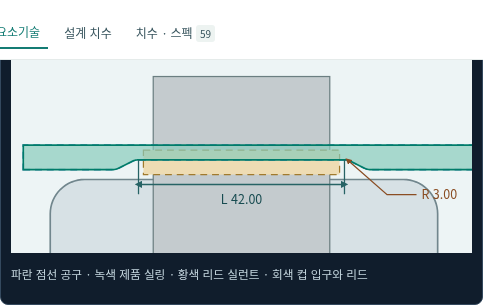 요소기술 설계 치수 치수 · 스펙 59
L 42.00
R 3.00
파란 점선 공구 · 녹색 제품 실링 · 황색 리드 실런트 · 회색 컵 입구와 리드